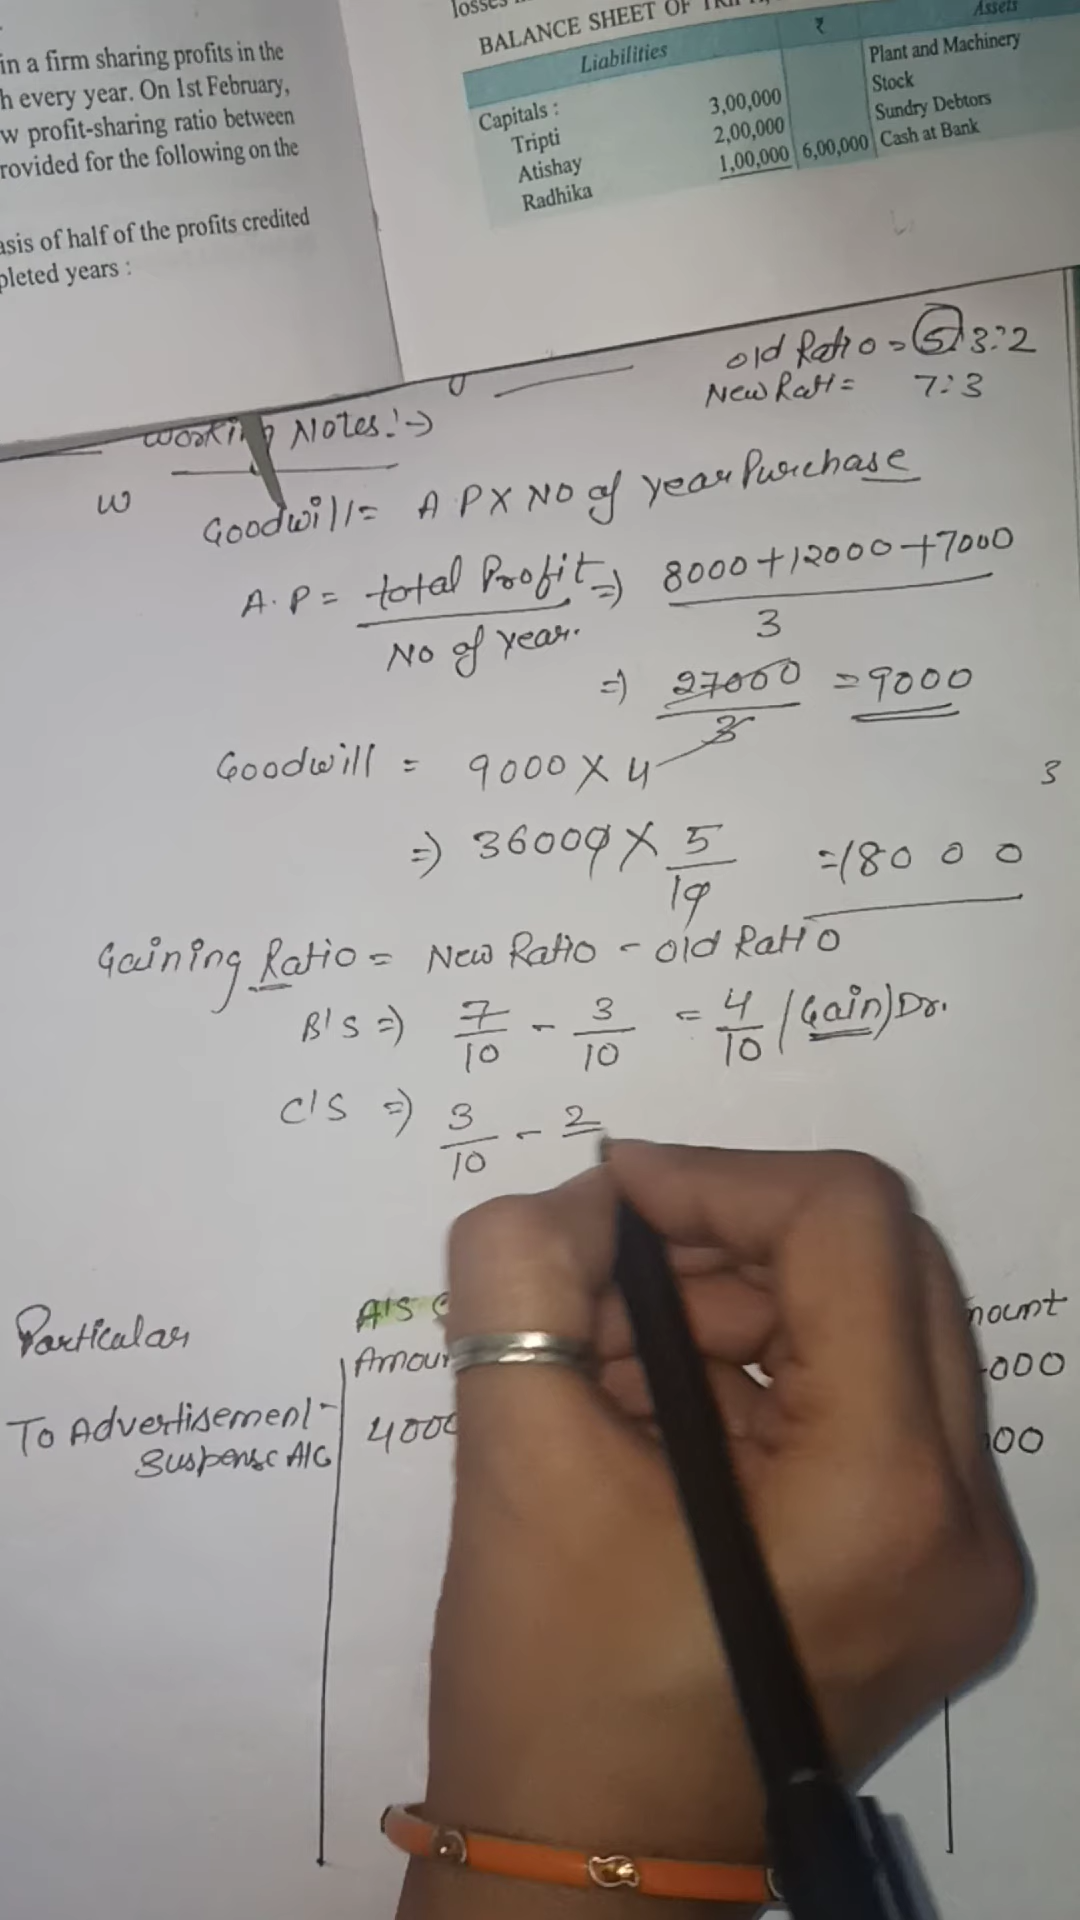 in a firm sharing profits in the
h every year. On 1st February,
w profit-sharing ratio between
rovided for the following on the
asis of half of the profits credited
pleted years :
losses
BALANCE SHEET OF
Liabilities ₹ Assets
Capitals : Plant and Machinery
Tripti 3,00,000 Stock
Atishay 2,00,000 Sundry Debtors
Radhika 1,00,000 6,00,000 Cash at Bank
Old Ratio = 5:3:2
New Rati = 7:3
Working Notes:→
W
Goodwill = A P X NO of year Purchase
A.P = total Profit / No of year. ⇒ 8000+12000+7000 / 3
⇒ 27000 / 3 = 9000
Goodwill = 9000 X 4
3
⇒ 36000 X 5/10 = 18000
Gaining Ratio = New Ratio - Old Ratio
B'S ⇒ 7/10 - 3/10 = 4/10 (Gain) Dr.
C'S ⇒ 3/10 - 2
Particular A'S
Amou mount
000
To Advertisement 400 00
Suspense A/C